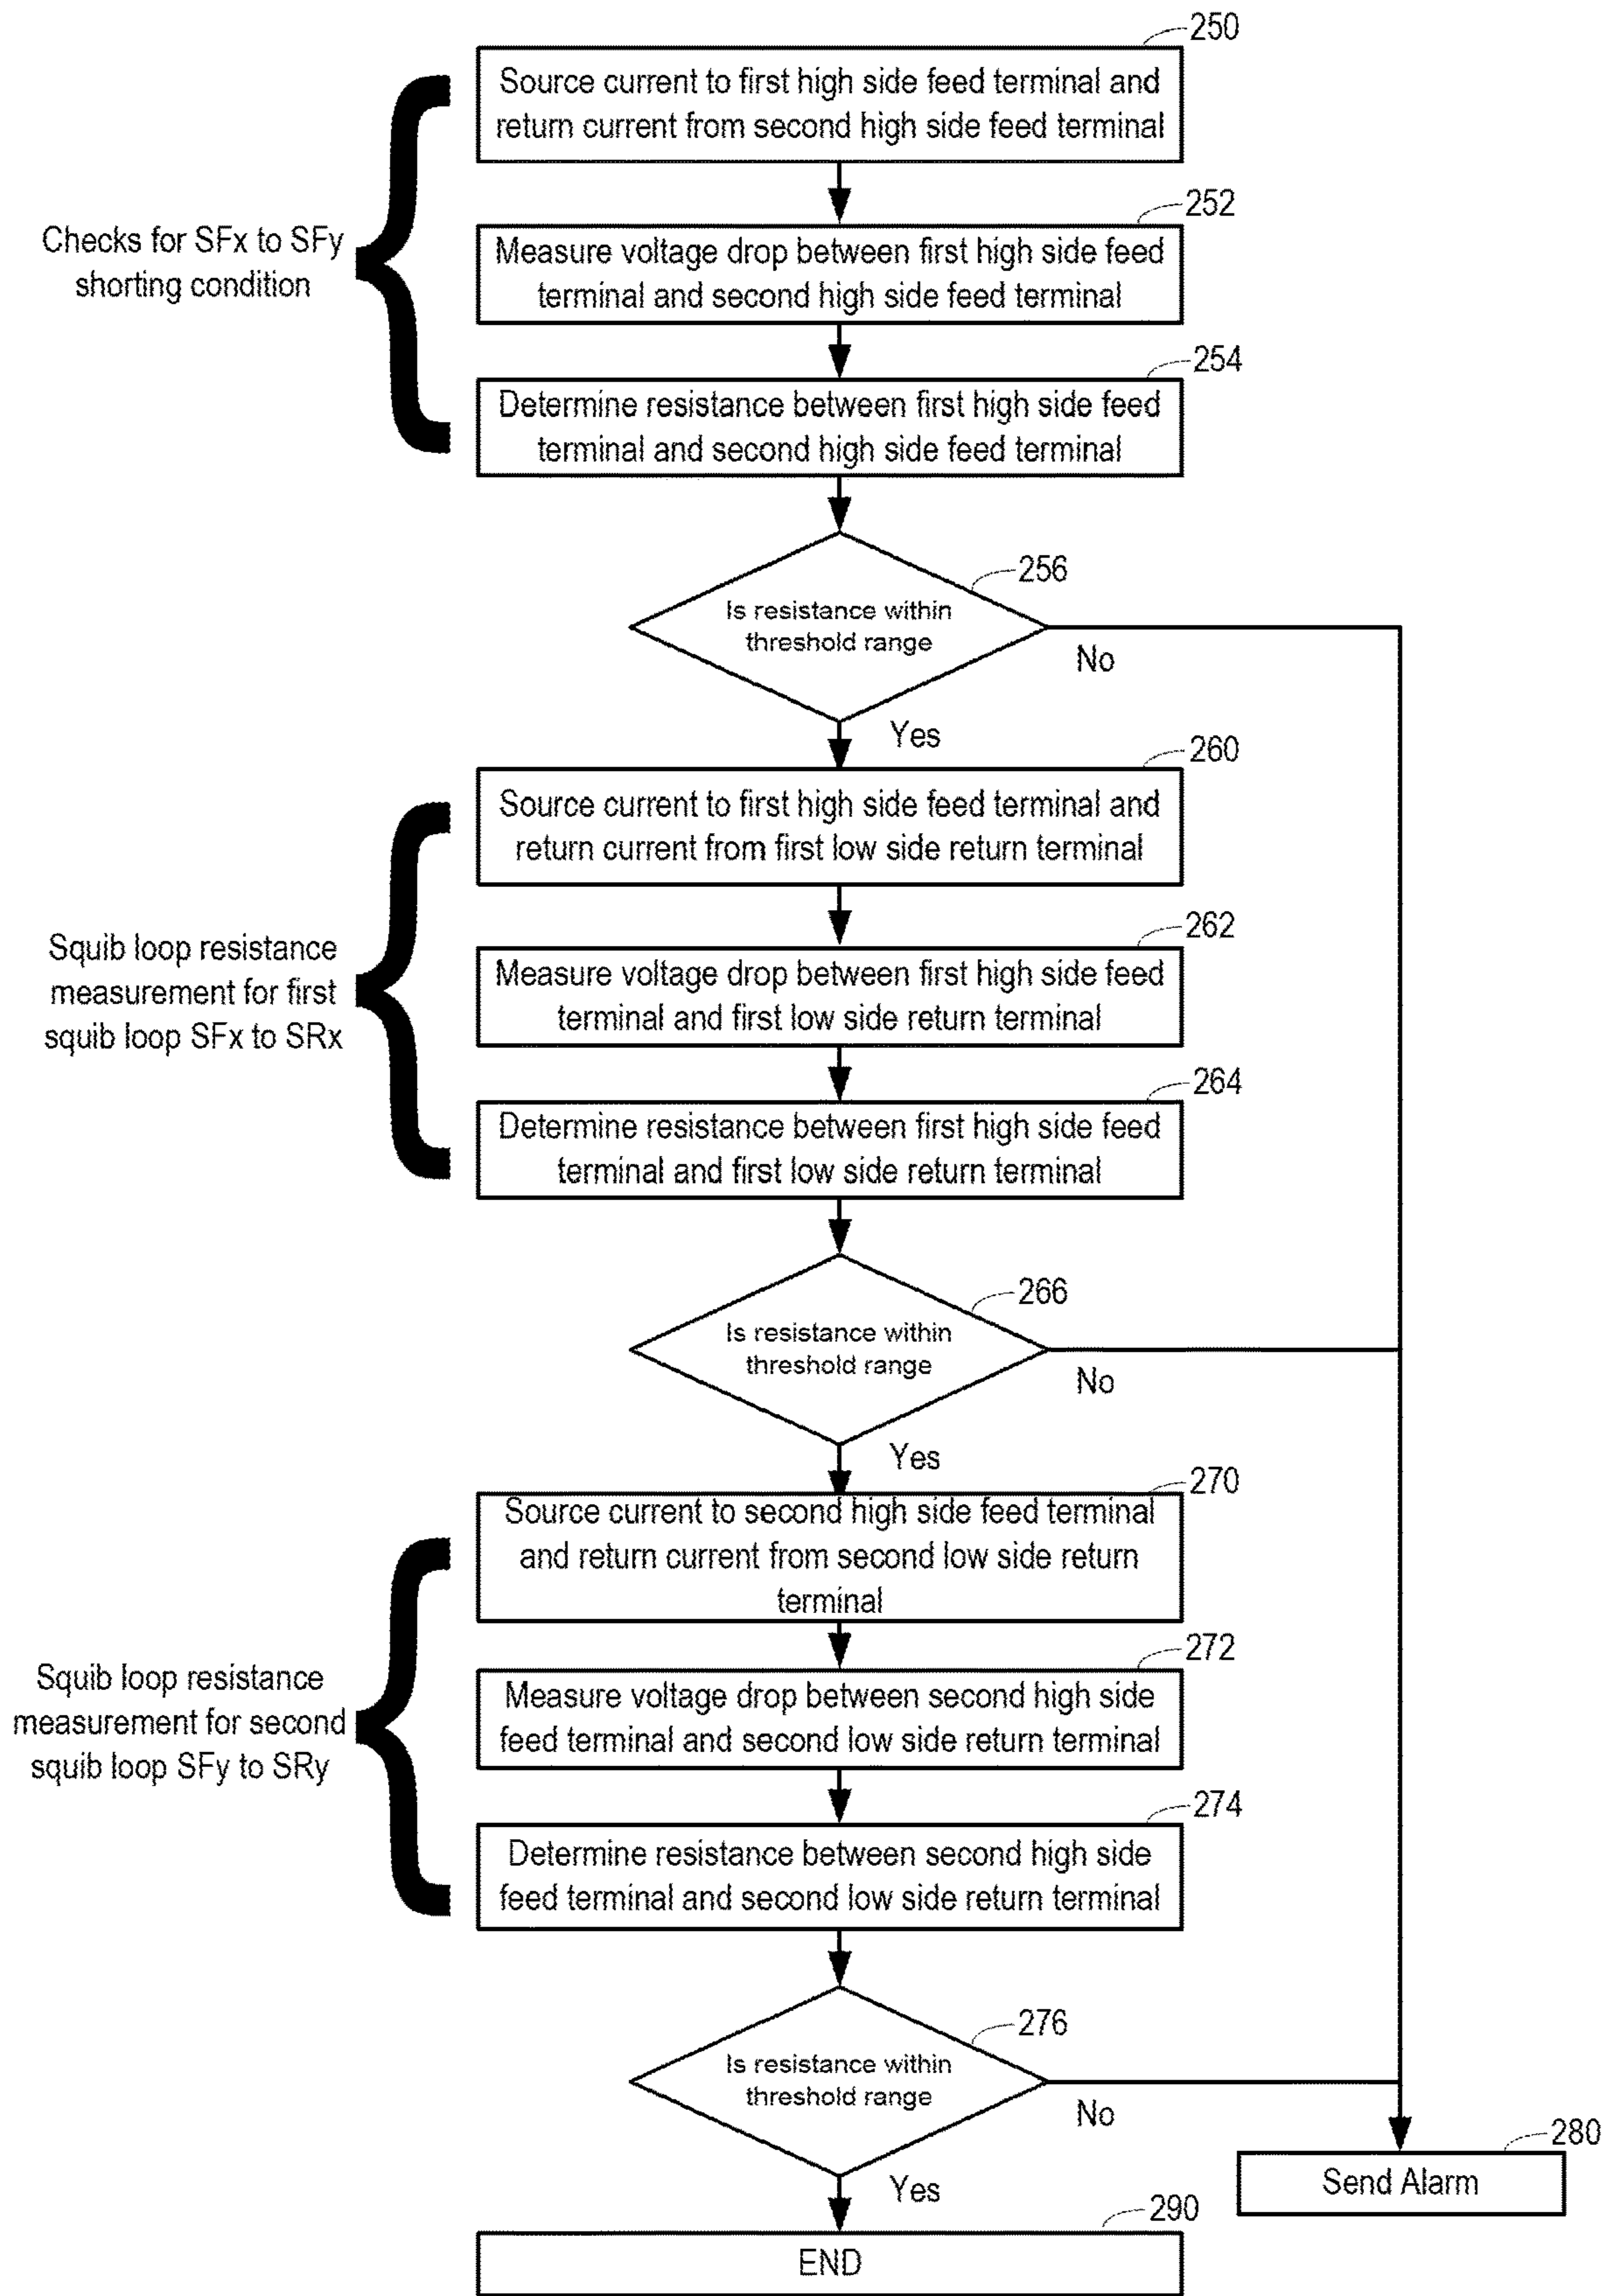 250
Source current to first high side feed terminal and
return current from second high side feed terminal
252
Checks for SFx to SFy
shorting condition
Measure voltage drop between first high side feed
terminal and second high side feed terminal
254
Determine resistance between first high side feed
terminal and second high side feed terminal
256
Is resistance within
threshold range
No
Yes
260
Source current to first high side feed terminal and
return current from first low side return terminal
262
Squib loop resistance
measurement for first
squib loop SFx to SRx
Measure voltage drop between first high side feed
terminal and first low side return terminal
264
Determine resistance between first high side feed
terminal and first low side return terminal
266
Is resistance within
threshold range
No
Yes
270
Source current to second high side feed terminal
and return current from second low side return
terminal
272
Squib loop resistance
measurement for second
squib loop SFy to SRy
Measure voltage drop between second high side
feed terminal and second low side return terminal
274
Determine resistance between second high side
feed terminal and second low side return terminal
276
Is resistance within
threshold range
No
Yes
280
Send Alarm
290
END